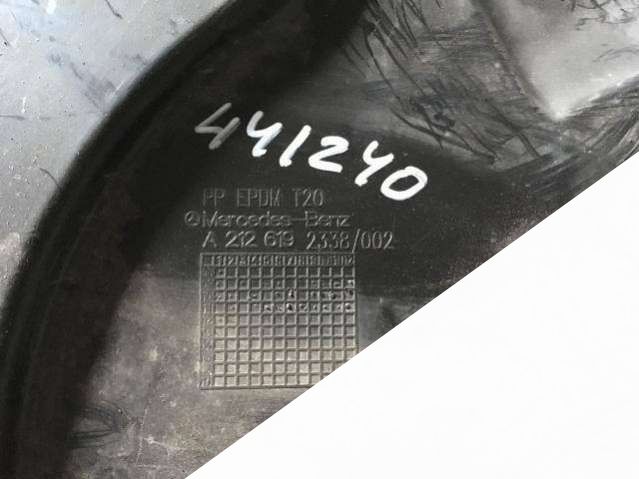 441240
PP EPDM T20
Mercedes-Benz
A 212 619 2338/002